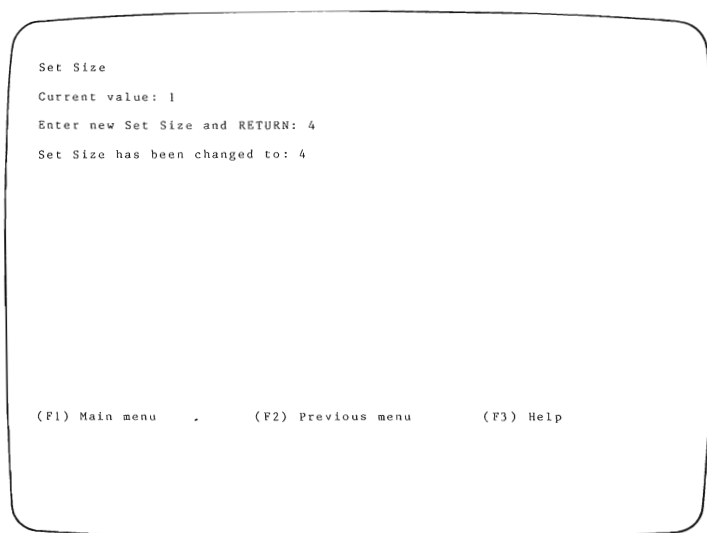 Set Size
Current value: 1
Enter new Set Size and RETURN: 4
Set Size has been changed to: 4
(F1) Main menu (F2) Previous menu (F3) Help